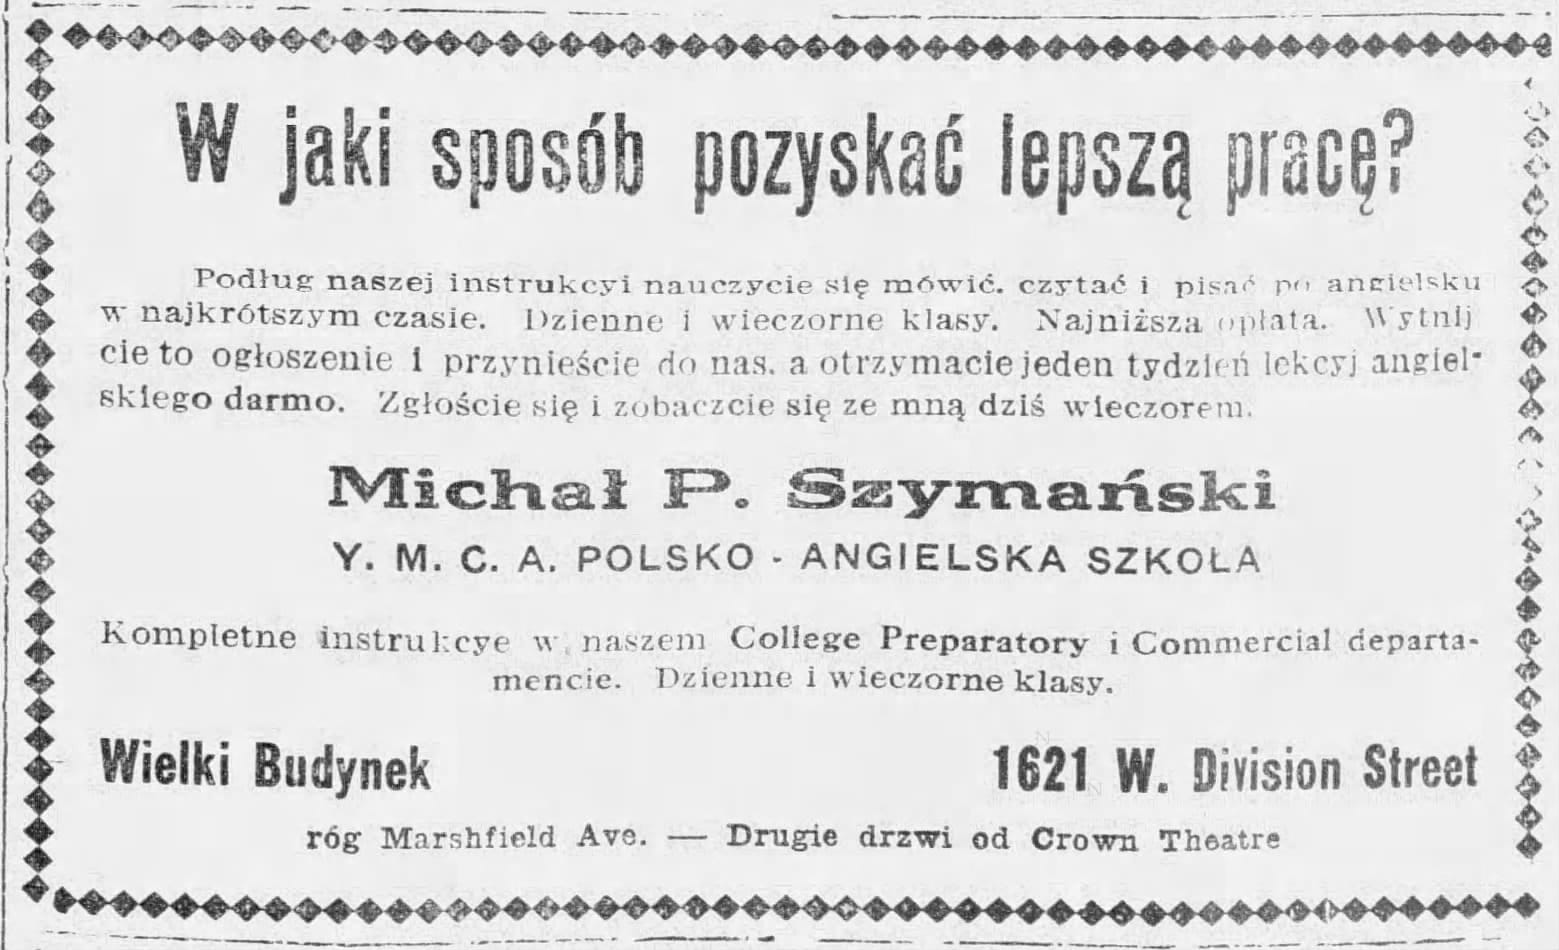 W jaki sposób pozyskać lepszą pracę?
Podług naszej instrukcyi nauczycie się mówić, czytać i pisać po angielsku
w najkrótszym czasie. Dzienne i wieczorne klasy. Najniższa opłata. Wytnij
cie to ogłoszenie i przynieście do nas, a otrzymacie jeden tydzień lekcyj angiel-
skiego darmo. Zgłoście się i zobaczcie się ze mną dziś wieczorem.
Michał P. Szymański
Y. M. C. A. POLSKO - ANGIELSKA SZKOŁA
Kompletne instrukcye w naszem College Preparatory i Commercial departa-
mencie. Dzienne i wieczorne klasy.
Wielki Budynek 1621 W. Division Street
róg Marshfield Ave. — Drugie drzwi od Crown Theatre